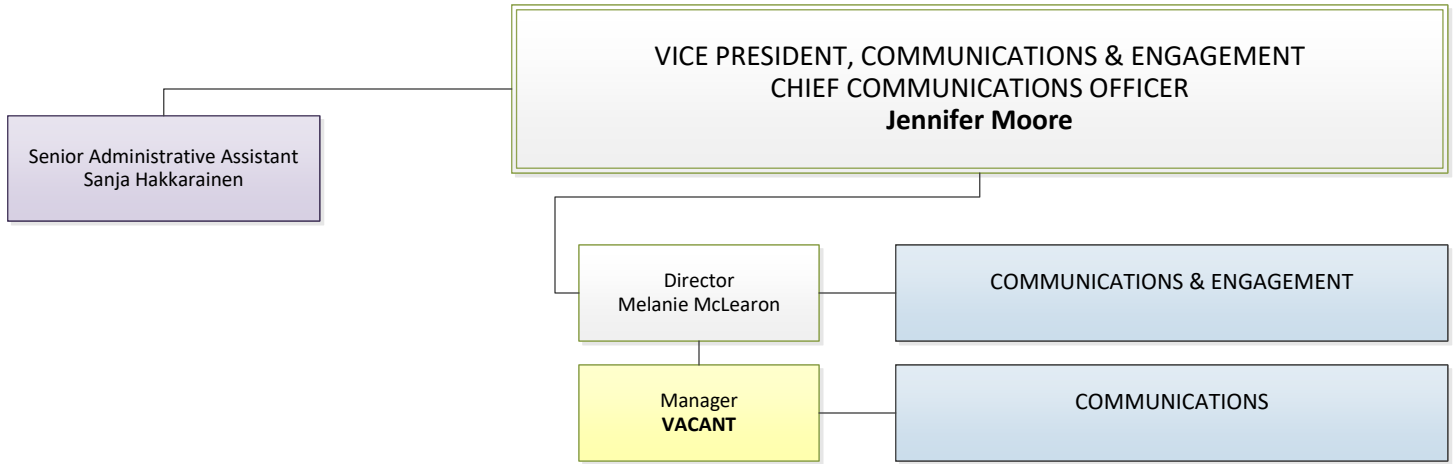 VICE PRESIDENT, COMMUNICATIONS & ENGAGEMENT
CHIEF COMMUNICATIONS OFFICER
Jennifer Moore
Senior Administrative Assistant
Sanja Hakkarainen
Director
Melanie McLearon
COMMUNICATIONS & ENGAGEMENT
Manager
VACANT
COMMUNICATIONS